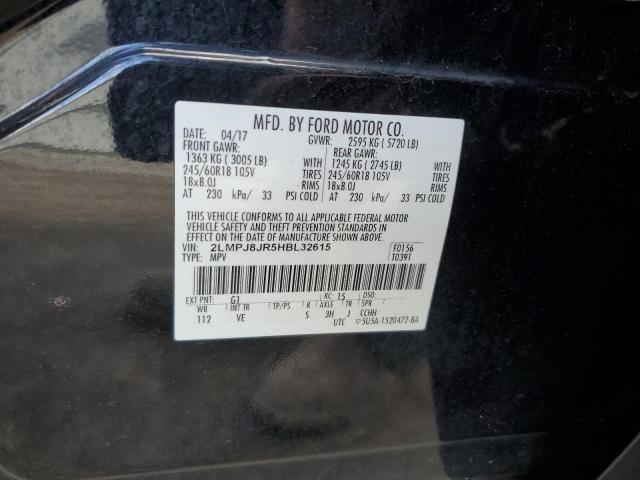 MFD. BY FORD MOTOR CO.
DATE: 04/17 GVWR: 2595 KG ( 5720 LB)
FRONT GAWR: REAR GAWR:
1363 KG ( 3005 LB) WITH 1245 KG ( 2745 LB) WITH
245/60R18 105V TIRES 245/60R18 105V TIRES
18x8.0J RIMS 18x8.0J RIMS
AT 230 kPa/ 33 PSI COLD AT 230 kPa/ 33 PSI COLD
THIS VEHICLE CONFORMS TO ALL APPLICABLE FEDERAL MOTOR
VEHICLE SAFETY AND THEFT PREVENTION STANDARDS IN
EFFECT ON THE DATE OF MANUFACTURE SHOWN ABOVE.
VIN: 2LMPJ8JR5HBL32615 F0156
TYPE: MPV T0391
EXT PNT: G1 RC: 15 DSO:
WB INT TR TP/PS R AXLE TR SPR
112 VE S 3H J CCHH
UTC ▽5U5A-1520472-BA